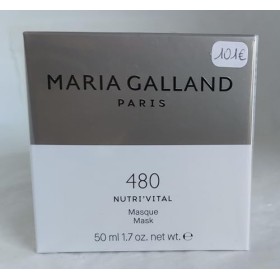 101€
MARIA GALLAND
PARIS
480
NUTRI'VITAL
Masque
Mask
50 ml 1.7 oz. net wt. ℮